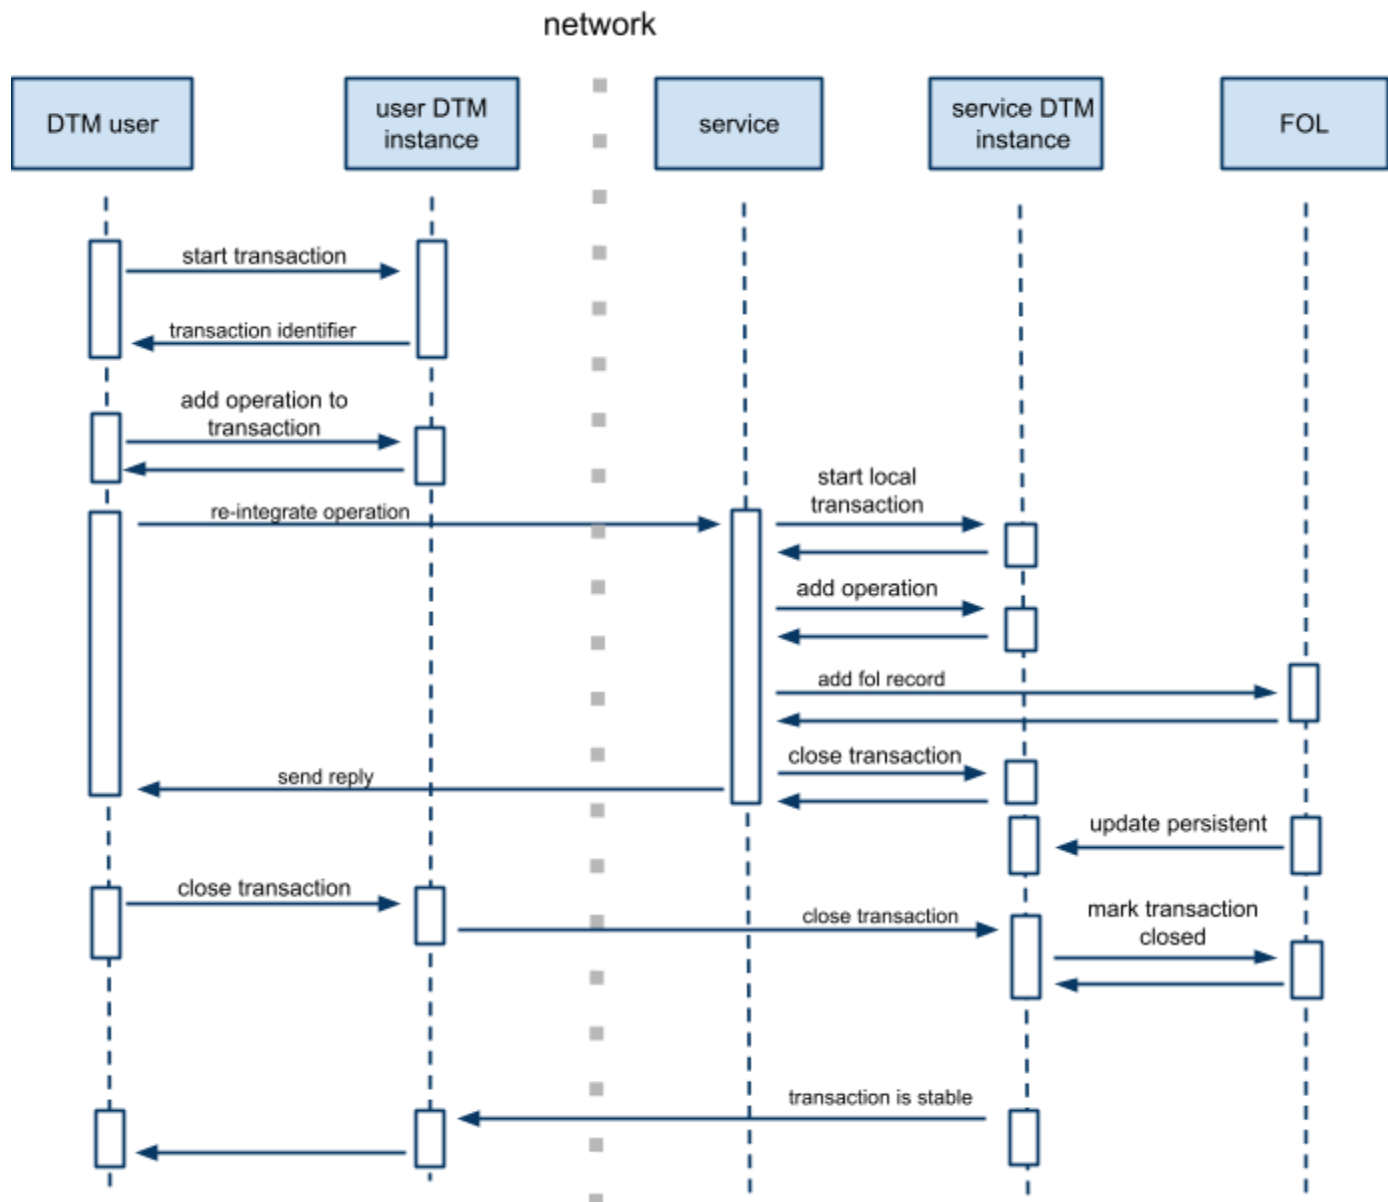 network
DTM user
user DTM
instance
service
service DTM
instance
FOL
start transaction
transaction identifier
add operation to
transaction
start local
transaction
re-integrate operation
add operation
add fol record
close transaction
send reply
update persistent
close transaction
close transaction
mark transaction
closed
transaction is stable